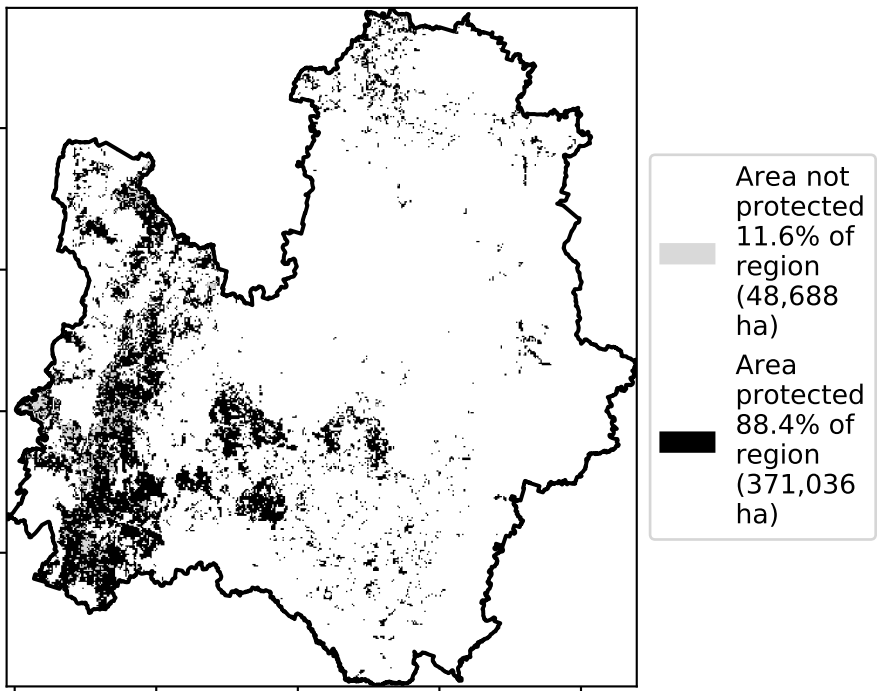 Area not
protected
11.6% of
region
(48,688
ha)
Area
protected
88.4% of
region
(371,036
ha)